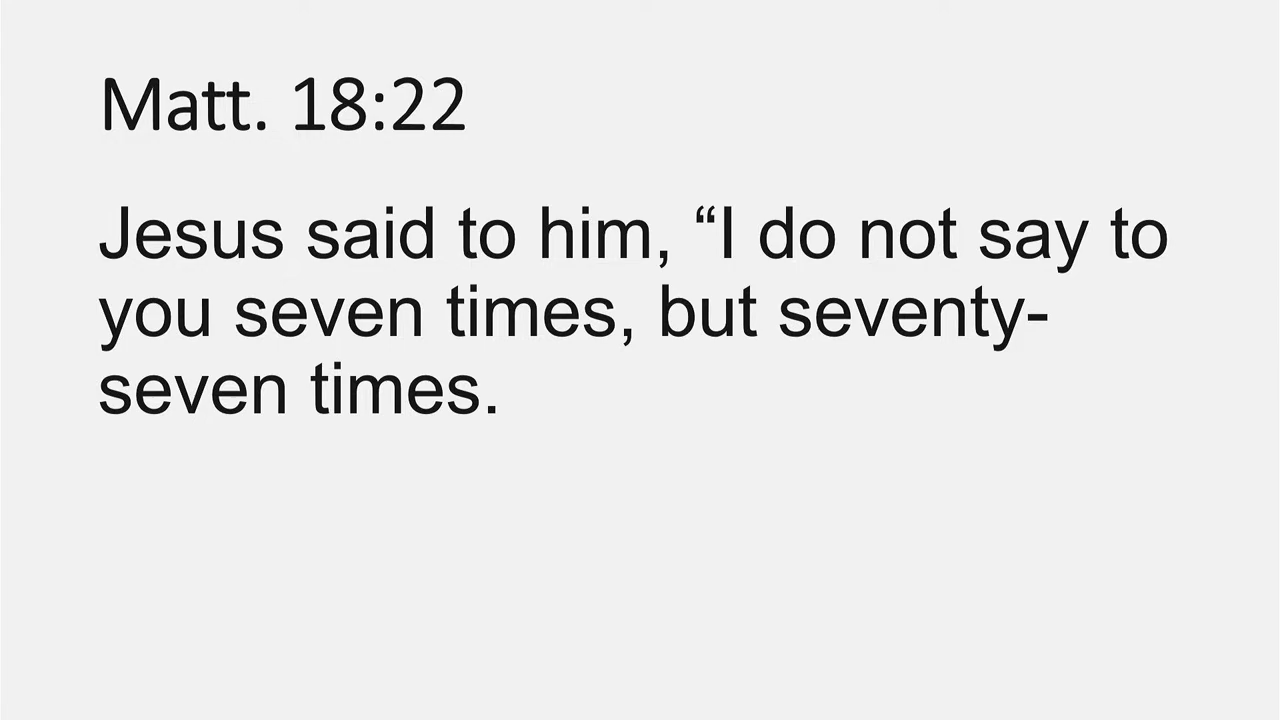 Matt. 18:22
Jesus said to him, “I do not say to
you seven times, but seventy-
seven times.